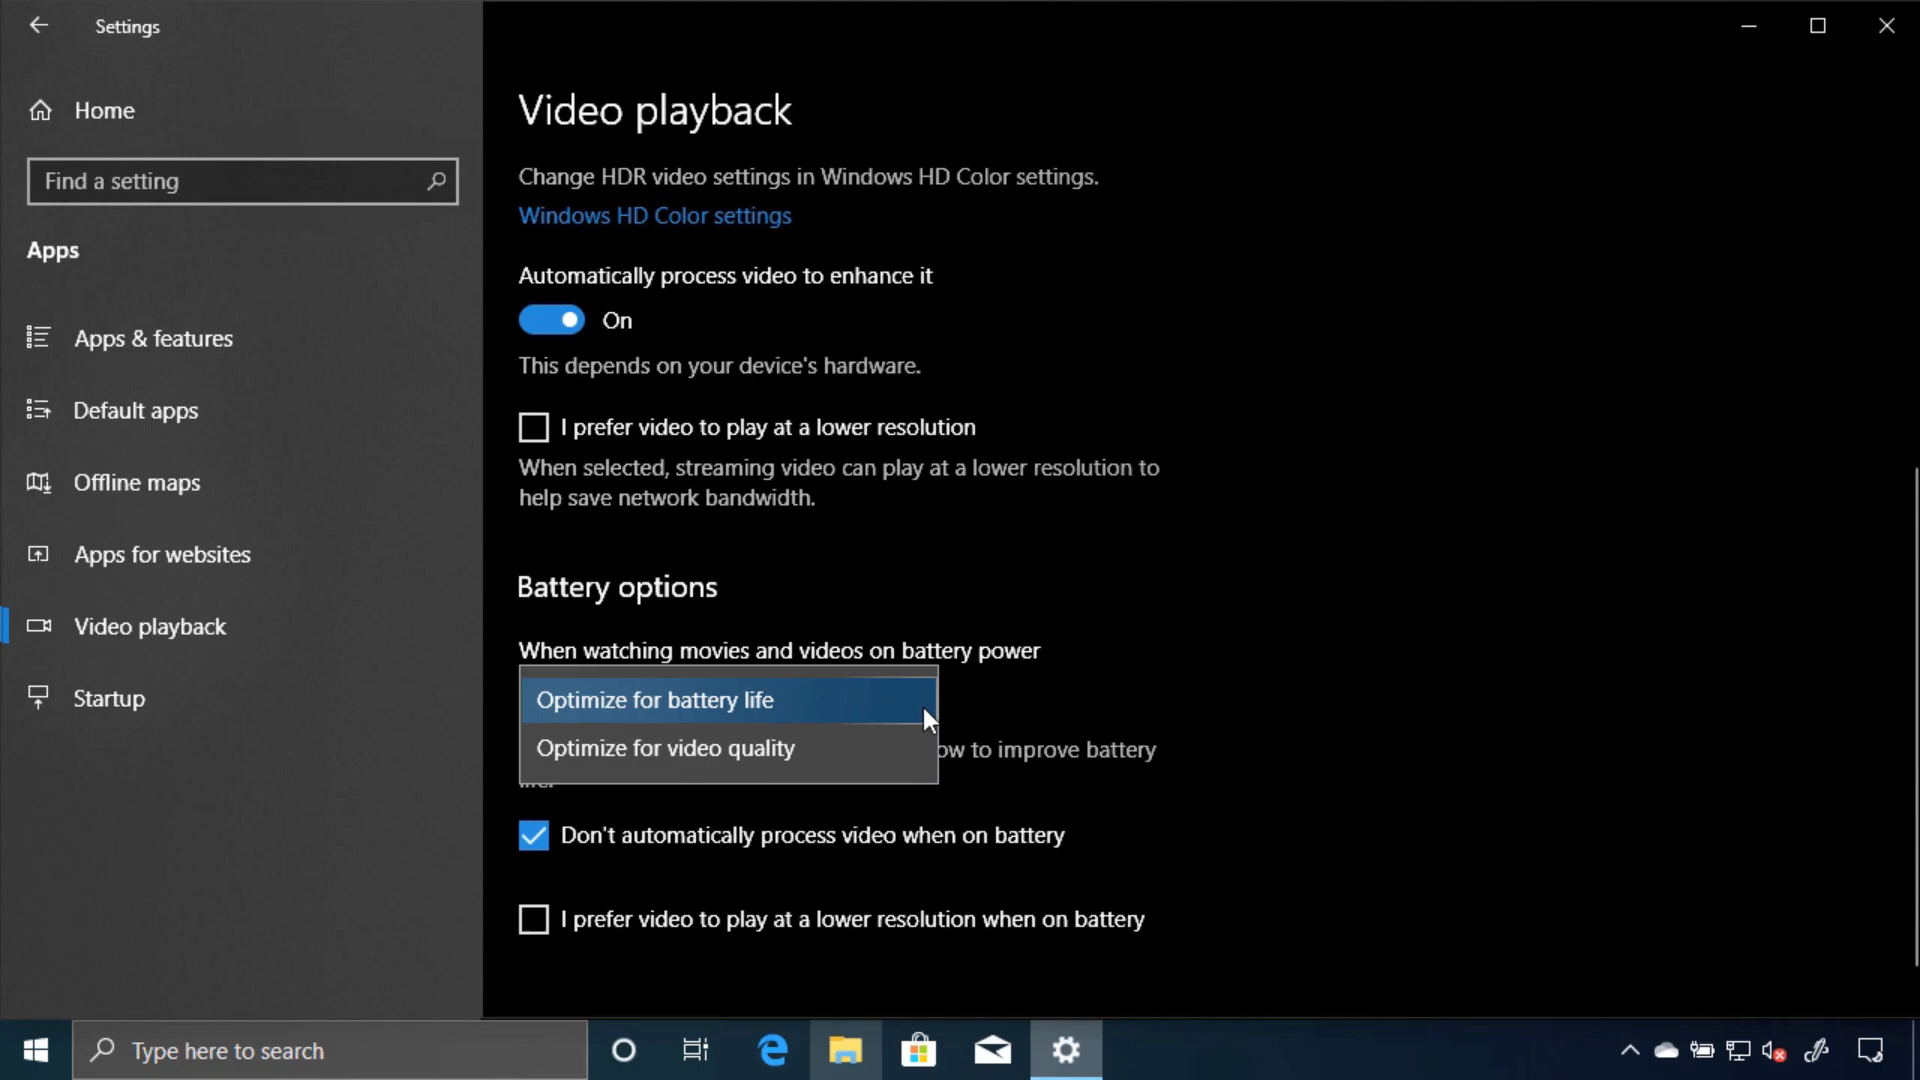 Settings
Home
Find a setting
Apps
Apps & features
Default apps
Offline maps
Apps for websites
Video playback
Startup
Video playback
Change HDR video settings in Windows HD Color settings.
Windows HD Color settings
Automatically process video to enhance it
On
This depends on your device's hardware.
I prefer video to play at a lower resolution
When selected, streaming video can play at a lower resolution to
help save network bandwidth.
Battery options
When watching movies and videos on battery power
Optimize for battery life
Optimize for video quality
to improve battery
Don't automatically process video when on battery
I prefer video to play at a lower resolution when on battery
Type here to search